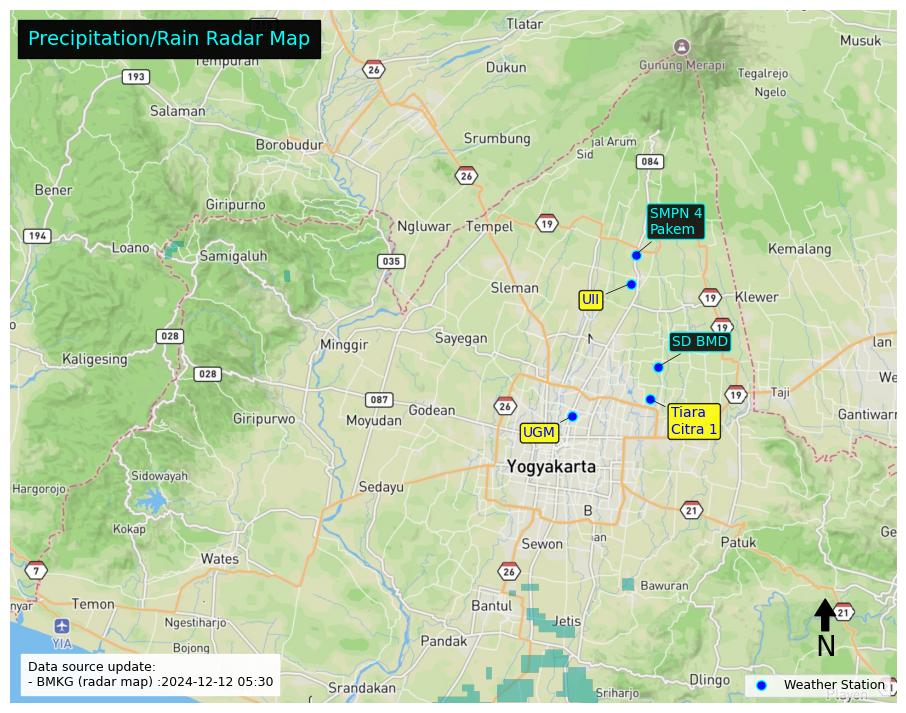 Precipitation/Rain Radar Map
Tlatar
Musuk
Gunung Merapi
26
Dukun
Tegalrejo
193
Ngelo
Salaman
Srumbung
Borobudur
jal Arum
Sid
084
26
Bener
Giripurno
SMPN 4
Pakem
Ngluwar
Tempel
19
194
Loano
Samigaluh
035
Kemalang
Sleman
UII
19
Klewer
o
19
028
Sayegan
N
SD BMD
lan
Minggir
Kaligesing
028
We
087
26
19
Taji
Godean
Giripurwo
Moyudan
Tiara
Citra 1
Gantiwarn
UGM
Yogyakarta
Sidowayah
Hargorojo
Sedayu
B
21
Kokap
an
Ge
Sewon
Patuk
Wates
7
26
Bawuran
nyar
Temon
Bantul
21
Ngestiharjo
Jetis
YIA
Pandak
N
Bojong
Data source update:
- BMKG (radar map) :2024-12-12 05:30
Dlingo
Srandakan
Sriharjo
Weather Station
Playen